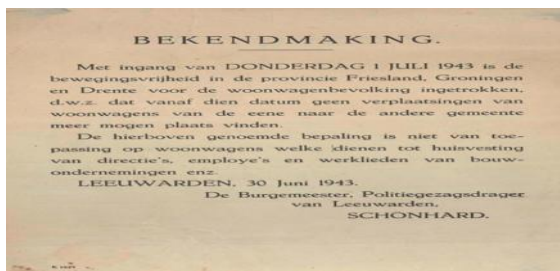 BEKENDMAKING.
Met ingang van DONDERDAG 1 JULI 1943 is de
bewegingsvrijheid in de provincie Friesland, Groningen
en Drente voor de woonwagenbevolking ingetrokken,
d.w.z. dat vanaf dien datum geen verplaatsingen van
woonwagens van de eene naar de andere gemeente
meer mogen plaats vinden.
De hierboven genoemde bepaling is niet van toe-
passing op woonwagens welke dienen tot huisvesting
van directie's, employe's en werklieden van bouw-
ondernemingen enz.
LEEUWARDEN, 30 Juni 1943.
De Burgemeester, Politiegezagsdrager
van Leeuwarden,
SCHONHARD.